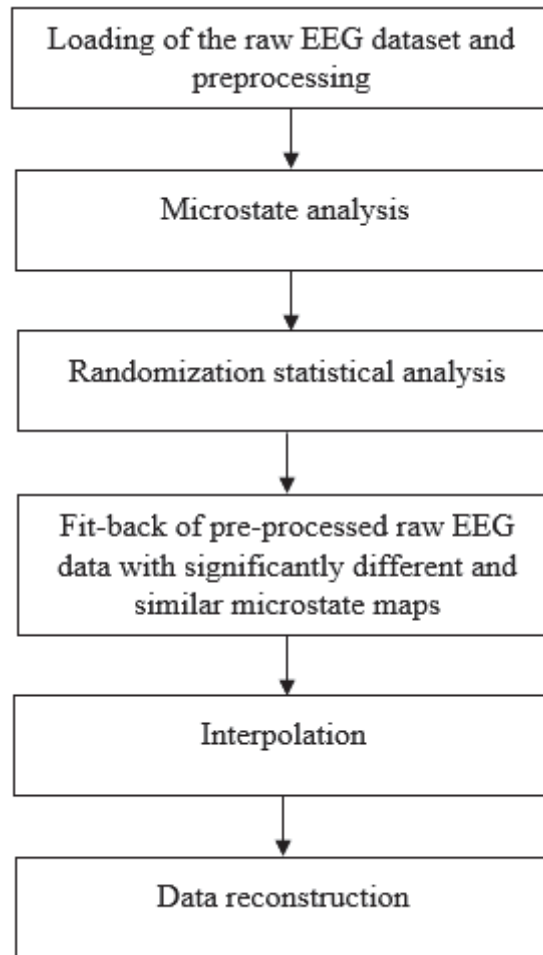 Loading of the raw EEG dataset and
preprocessing
Microstate analysis
Randomization statistical analysis
Fit-back of pre-processed raw EEG
data with significantly different and
similar microstate maps
Interpolation
Data reconstruction